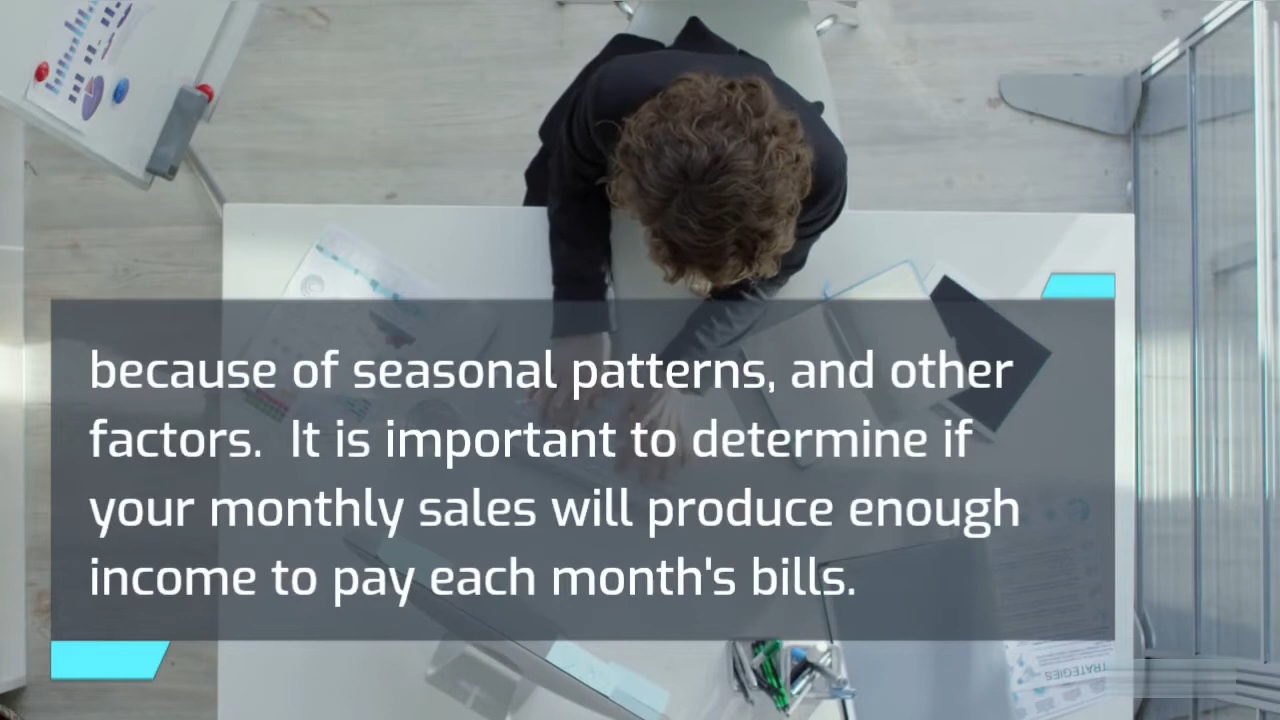 because of seasonal patterns, and other
factors.  It is important to determine if
your monthly sales will produce enough
income to pay each month's bills.
TRATEGIES